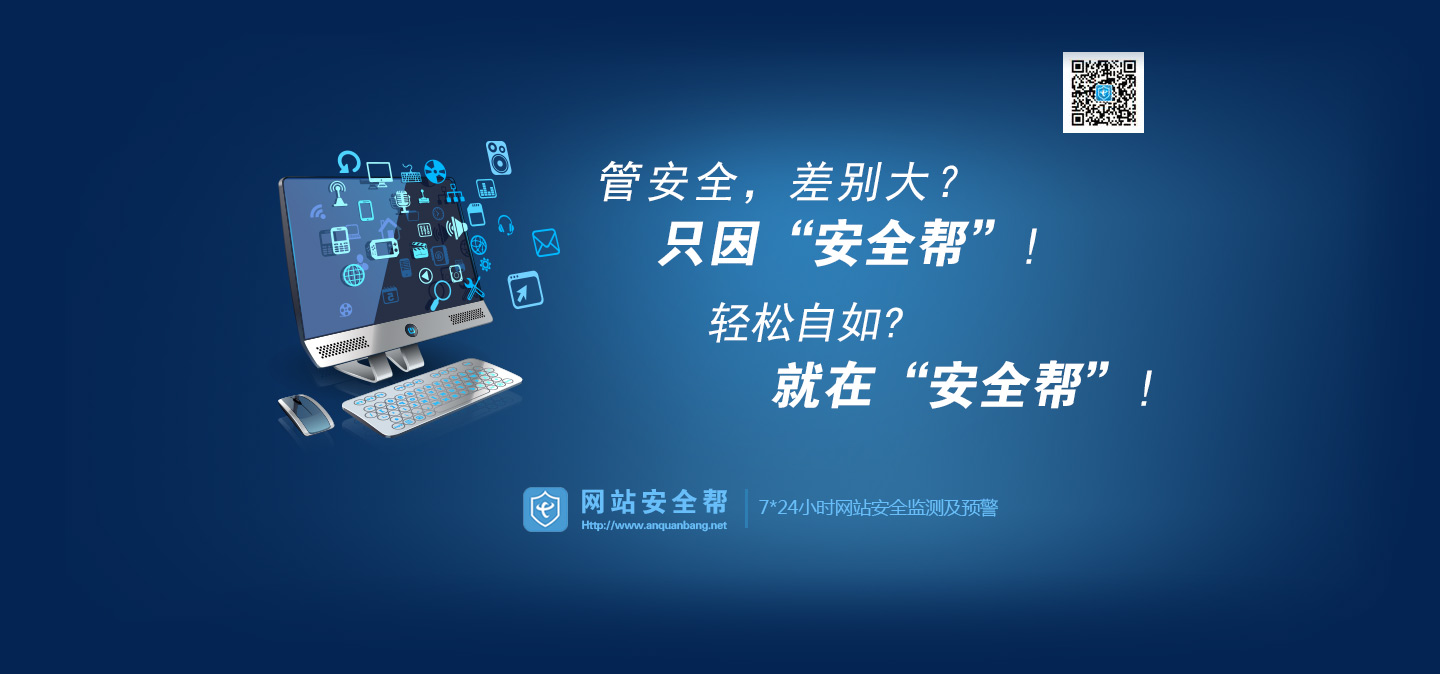 管安全，差别大？
只因“安全帮”！
轻松自如?
就在“安全帮”！
网站安全帮
Http://www.anquanbang.net
7*24小时网站安全监测及预警